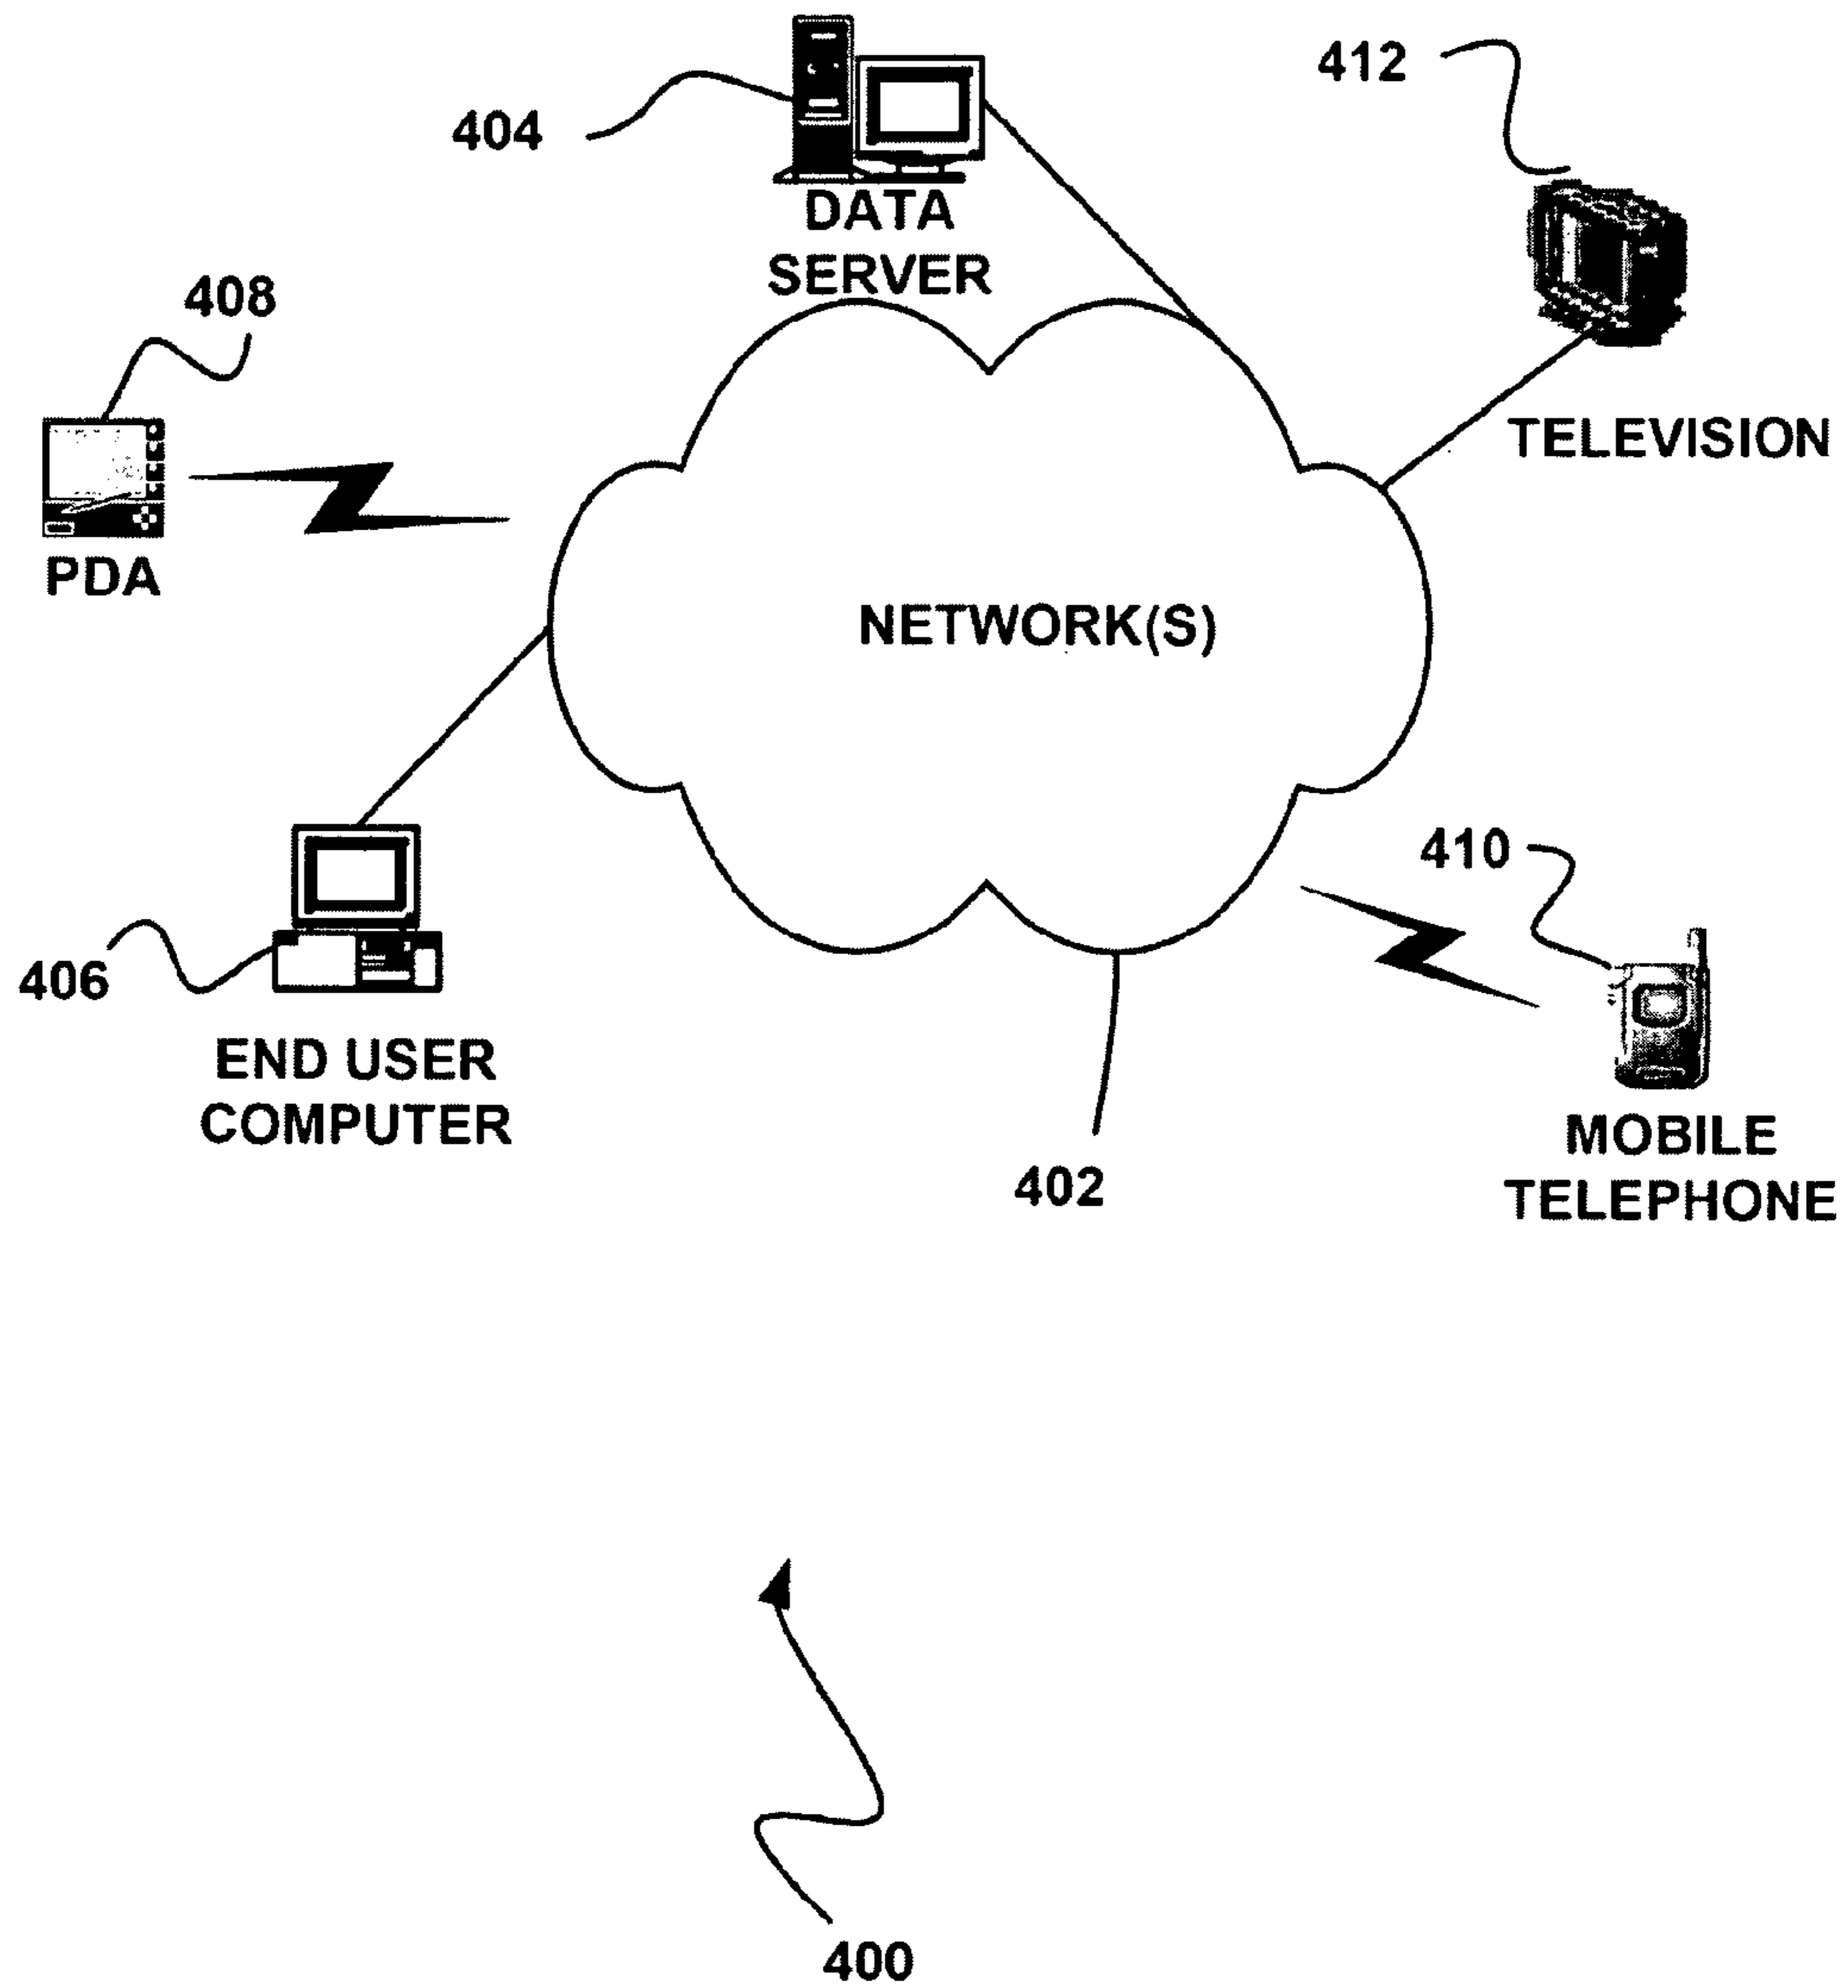 412
404
DATA
SERVER
408
TELEVISION
PDA
NETWORK(S)
410
406
END USER
COMPUTER
MOBILE
TELEPHONE
402
400